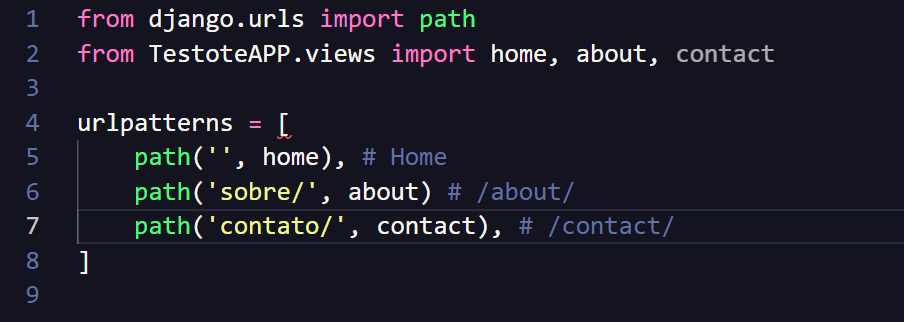 1 from django.urls import path
2 from TestoteAPP.views import home, about, contact
3
4 urlpatterns = [
5     path('', home), # Home
6     path('sobre/', about) # /about/
7     path('contato/', contact), # /contact/
8 ]
9